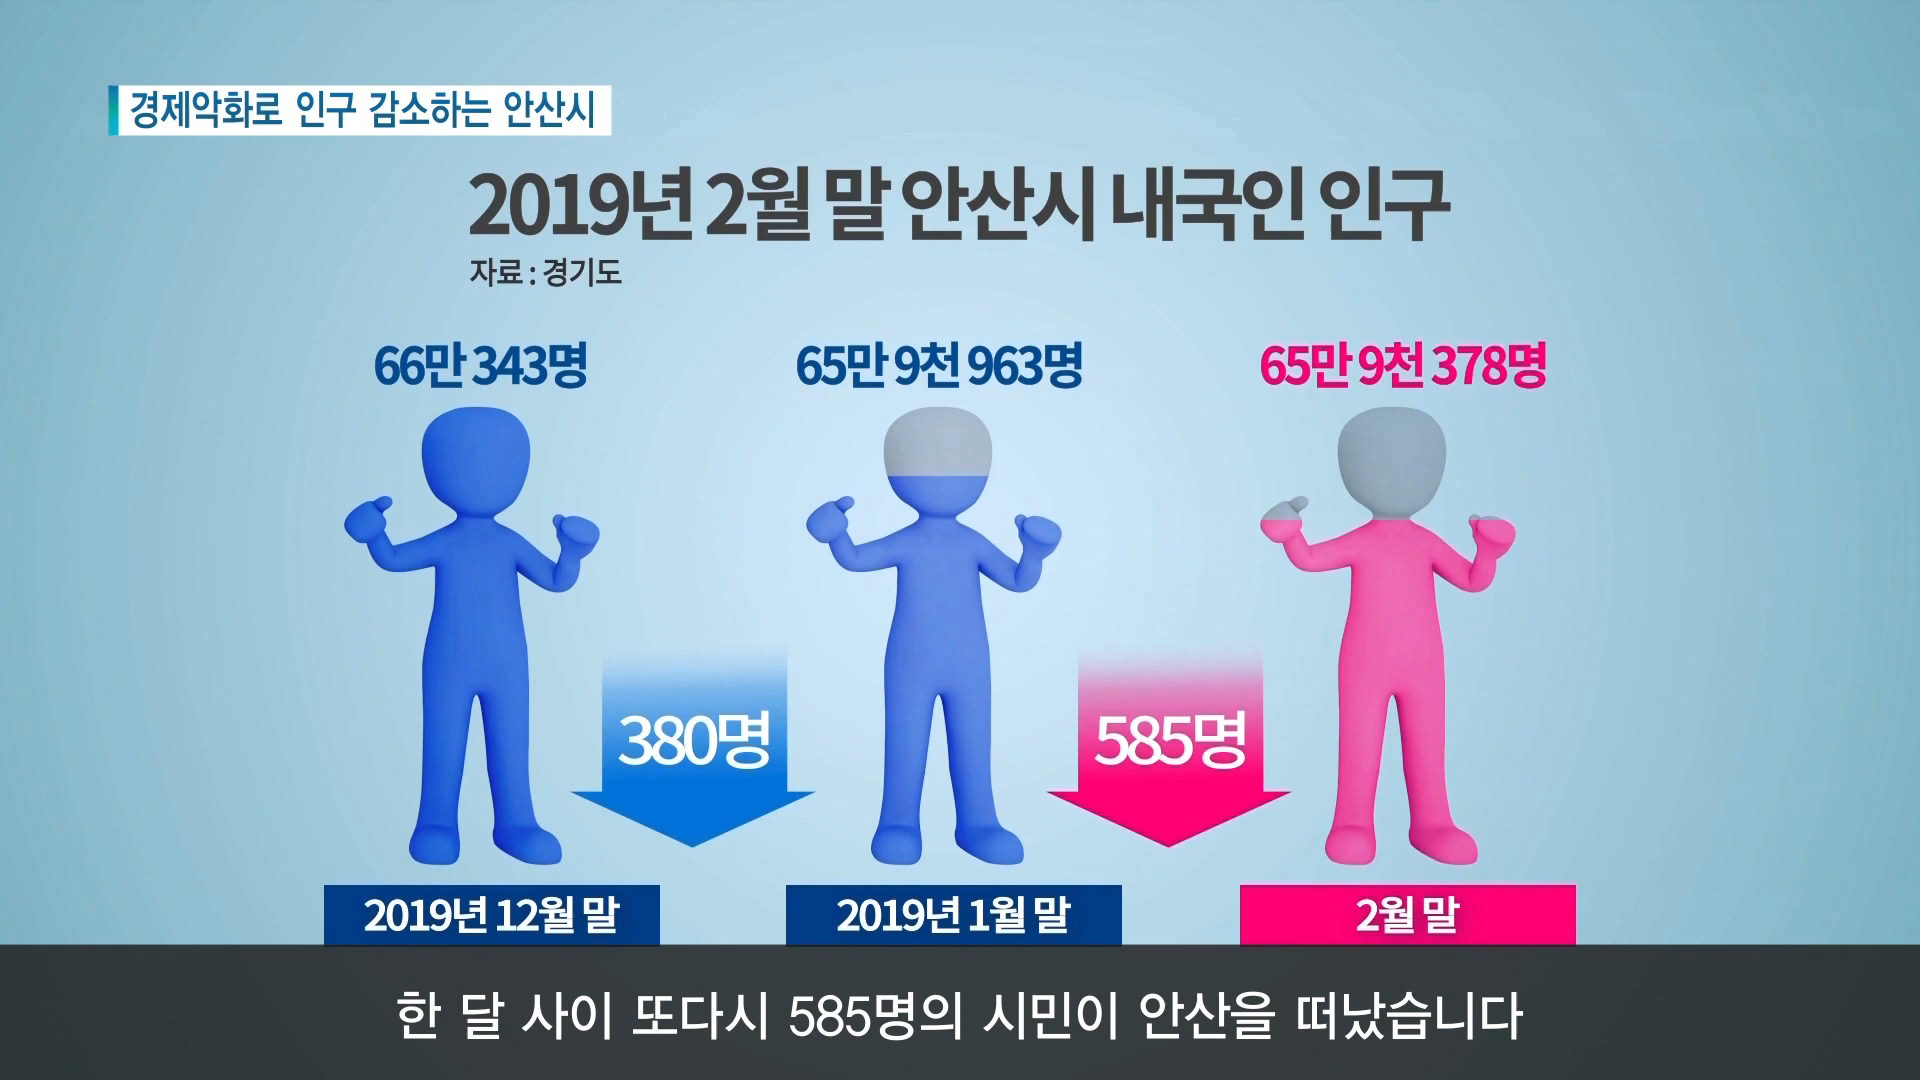 경제악화로 인구 감소하는 안산시
2019년 2월 말 안산시 내국인 인구
자료 : 경기도
66만 343명
65만 9천 963명
65만 9천 378명
380명
585명
2019년 12월 말
2019년 1월 말
2월 말
한 달 사이 또다시 585명의 시민이 안산을 떠났습니다